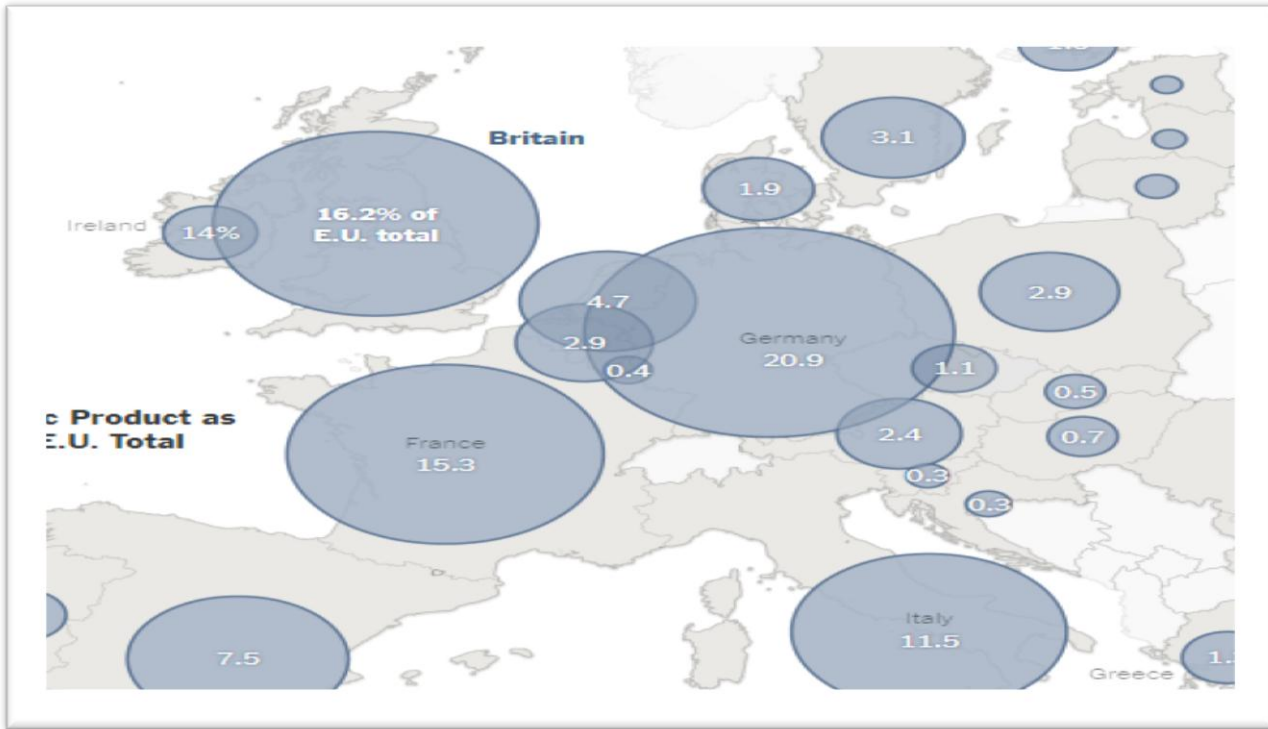 Britain
3.1
1.9
16.2% of
E.U. total
Ireland
14%
4.7
2.9
2.9
Germany
20.9
0.4
1.1
0.5
c Product as
E.U. Total
France
15.3
2.4
0.7
0.3
0.3
Italy
11.5
7.5
Greece